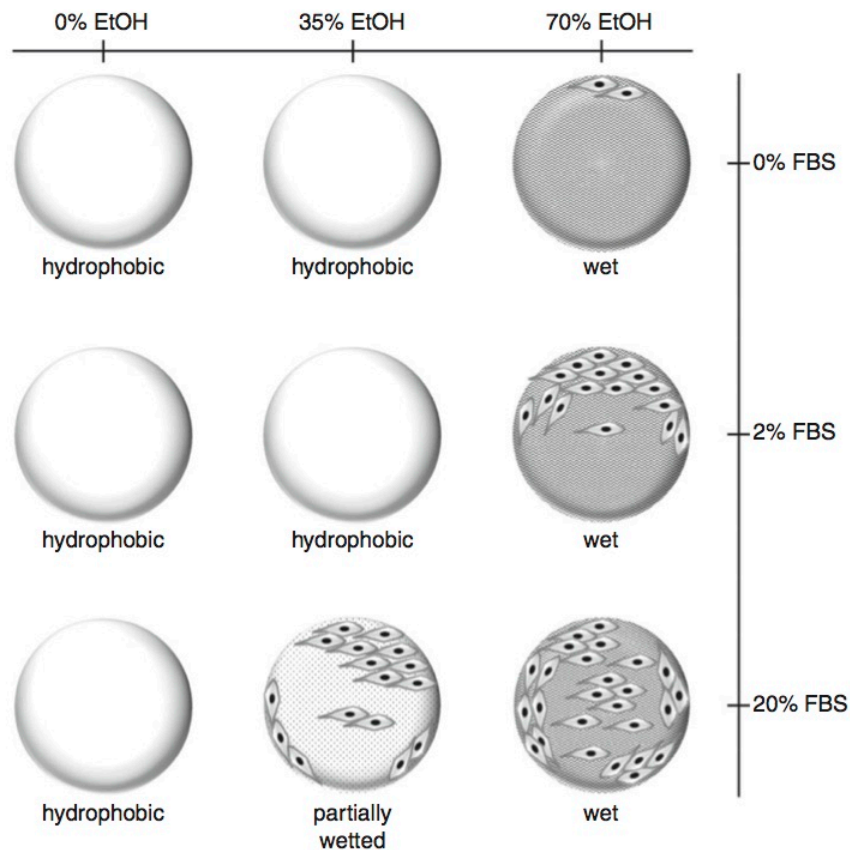 0% EtOH 35% EtOH 70% EtOH
0% FBS
hydrophobic hydrophobic wet
2% FBS
hydrophobic hydrophobic wet
20% FBS
hydrophobic partially wet
wetted